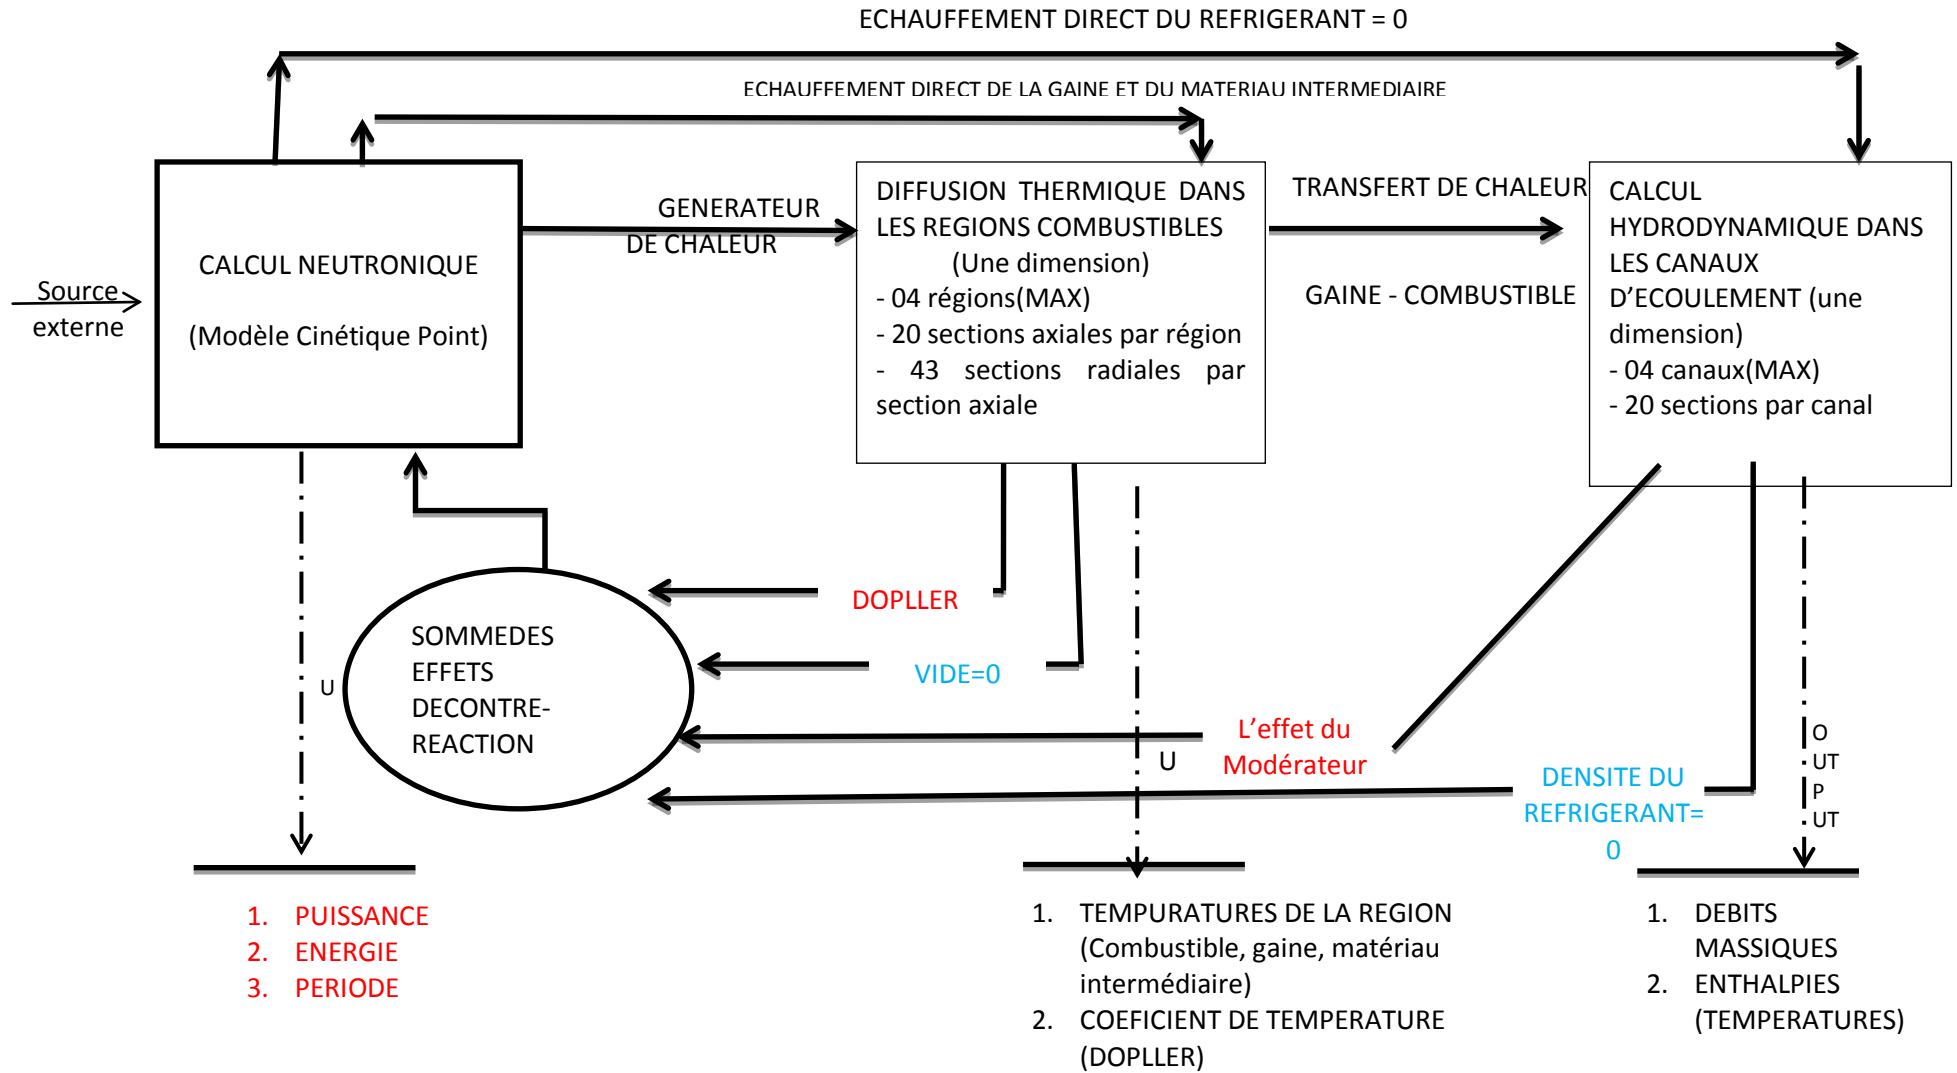 ECHAUFFEMENT DIRECT DU REFRIGERANT = 0
ECHAUFFEMENT DIRECT DE LA GAINE ET DU MATERIAU INTERMEDIAIRE
Source
externe
CALCUL NEUTRONIQUE
(Modèle Cinétique Point)
GENERATEUR
DE CHALEUR
DIFFUSION THERMIQUE DANS
LES REGIONS COMBUSTIBLES
(Une dimension)
- 04 régions(MAX)
- 20 sections axiales par région
- 43 sections radiales par
section axiale
TRANSFERT DE CHALEUR
GAINE - COMBUSTIBLE
CALCUL
HYDRODYNAMIQUE DANS
LES CANAUX
D’ECOULEMENT (une
dimension)
- 04 canaux(MAX)
- 20 sections par canal
SOMMEDES
EFFETS
DECONTRE-
REACTION
DOPLLER
VIDE=0
L’effet du
Modérateur
DENSITE DU
REFRIGERANT=
0
U
U
O
UT
P
UT
1. PUISSANCE
2. ENERGIE
3. PERIODE
1. TEMPURATURES DE LA REGION
(Combustible, gaine, matériau
intermédiaire)
2. COEFICIENT DE TEMPERATURE
(DOPLLER)
1. DEBITS
MASSIQUES
2. ENTHALPIES
(TEMPERATURES)